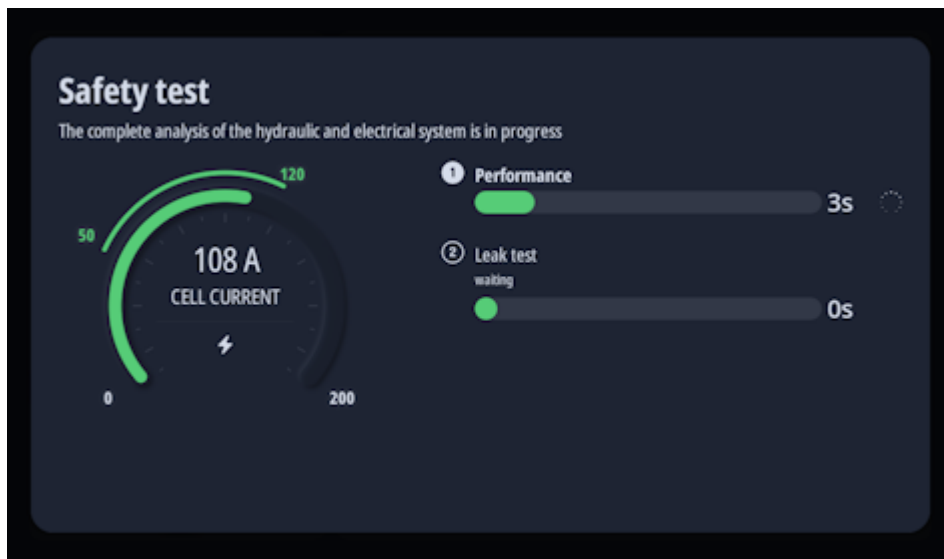 Safety test
The complete analysis of the hydraulic and electrical system is in progress
120
50
108 A
CELL CURRENT
0
200
1 Performance
3s
2 Leak test
waiting
0s